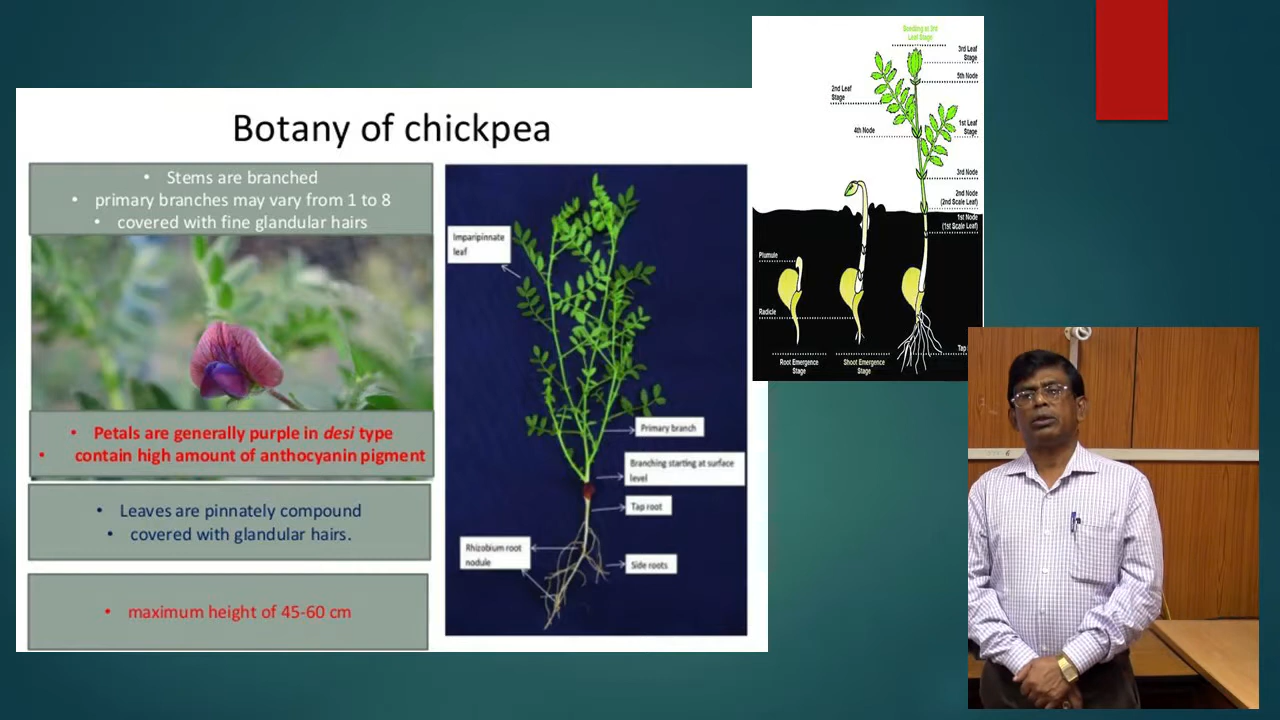 Botany of chickpea
• Stems are branched
• primary branches may vary from 1 to 8
• covered with few glandular hairs
• Petals are generally purple in desi type
• contain high amount of anthocyanin pigment
• Leaves are pinnately compound
• covered with glandular hairs.
• maximum height of 45-60 cm
Imparipinnate
leaf
Primary branch
Branching starting at surface
level
Tap root
Rhizobium root
nodule
Side roots
Seedling at 3rd
Leaf Stage
3rd Leaf
Stage
5th Node
2nd Leaf
Stage
4th Node
1st Leaf
Stage
3rd Node
2nd Node
(2nd Scale Leaf)
1st Node
(1st Scale Leaf)
Plumule
Radicle
Tap
Root Emergence
Stage
Shoot Emergence
Stage